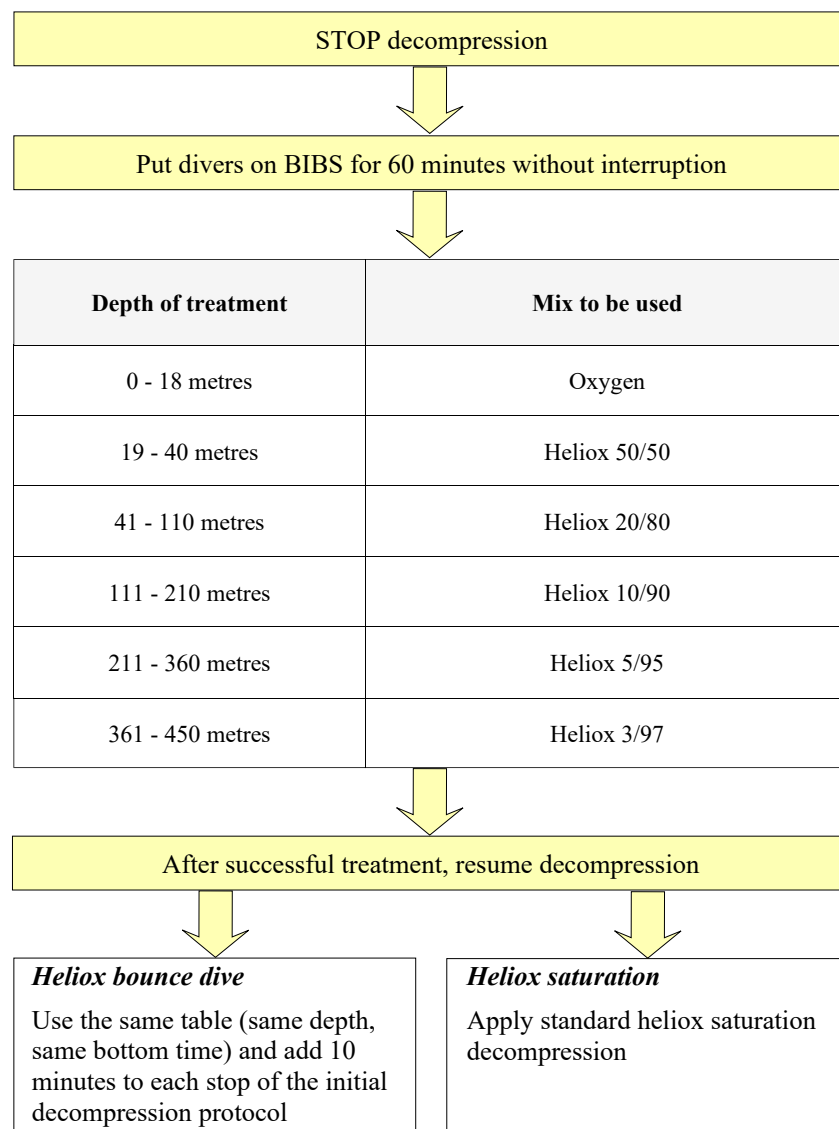 STOP decompression
Put divers on BIBS for 60 minutes without interruption
Depth of treatment Mix to be used
0 - 18 metres Oxygen
19 - 40 metres Heliox 50/50
41 - 110 metres Heliox 20/80
111 - 210 metres Heliox 10/90
211 - 360 metres Heliox 5/95
361 - 450 metres Heliox 3/97
After successful treatment, resume decompression
Heliox bounce dive
Use the same table (same depth,
same bottom time) and add 10
minutes to each stop of the initial
decompression protocol
Heliox saturation
Apply standard heliox saturation
decompression